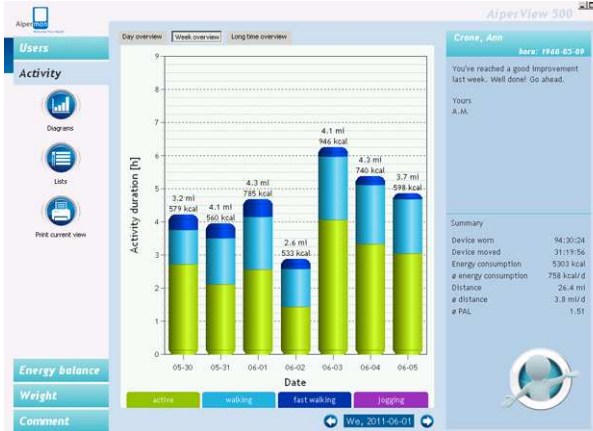 AiperView 500
Aipermon
Users
Activity
Diagrams
Lists
Print current view
Energy balance
Weight
Comment
Day overview
Week overview
Long time overview
Activity duration [h]
9
8
7
6
5
4
3
2
1
0
3.2 mi
579 kcal
4.1 mi
560 kcal
4.3 mi
785 kcal
2.6 mi
533 kcal
4.1 mi
946 kcal
4.3 mi
740 kcal
3.7 mi
598 kcal
05-30 05-31 06-01 06-02 06-03 06-04 06-05
Date
active walking fast walking jogging
We, 2011-06-01
Crone, Ann
born: 1960-05-09
You've reached a good improvement
last week. Well done! Go ahead.
Yours
A.M.
Summary
Device worn 94:30:24
Device moved 31:19:56
Energy consumption 5303 kcal
ø energy consumption 758 kcal/d
Distance 26.4 mi
ø distance 3.8 mi/d
ø PAL 1.51